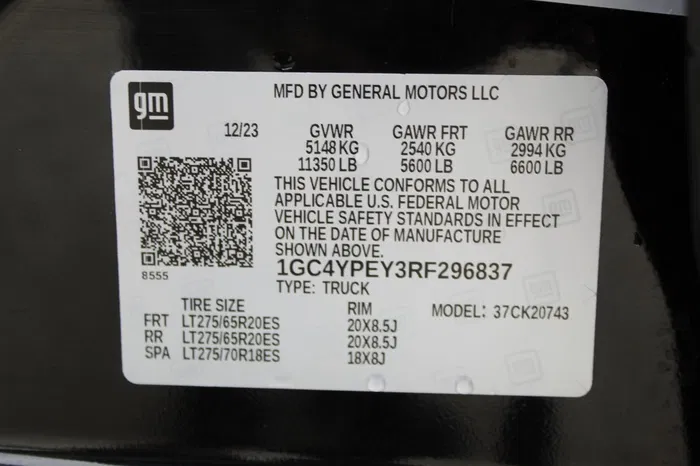 gm
MFD BY GENERAL MOTORS LLC
12/23 GVWR GAWR FRT GAWR RR
5148 KG 2540 KG 2994 KG
11350 LB 5600 LB 6600 LB
THIS VEHICLE CONFORMS TO ALL
APPLICABLE U.S. FEDERAL MOTOR
VEHICLE SAFETY STANDARDS IN EFFECT
ON THE DATE OF MANUFACTURE
SHOWN ABOVE.
8555
1GC4YPEY3RF296837
TYPE: TRUCK
TIRE SIZE RIM MODEL: 37CK20743
FRT LT275/65R20ES 20X8.5J
RR LT275/65R20ES 20X8.5J
SPA LT275/70R18ES 18X8J